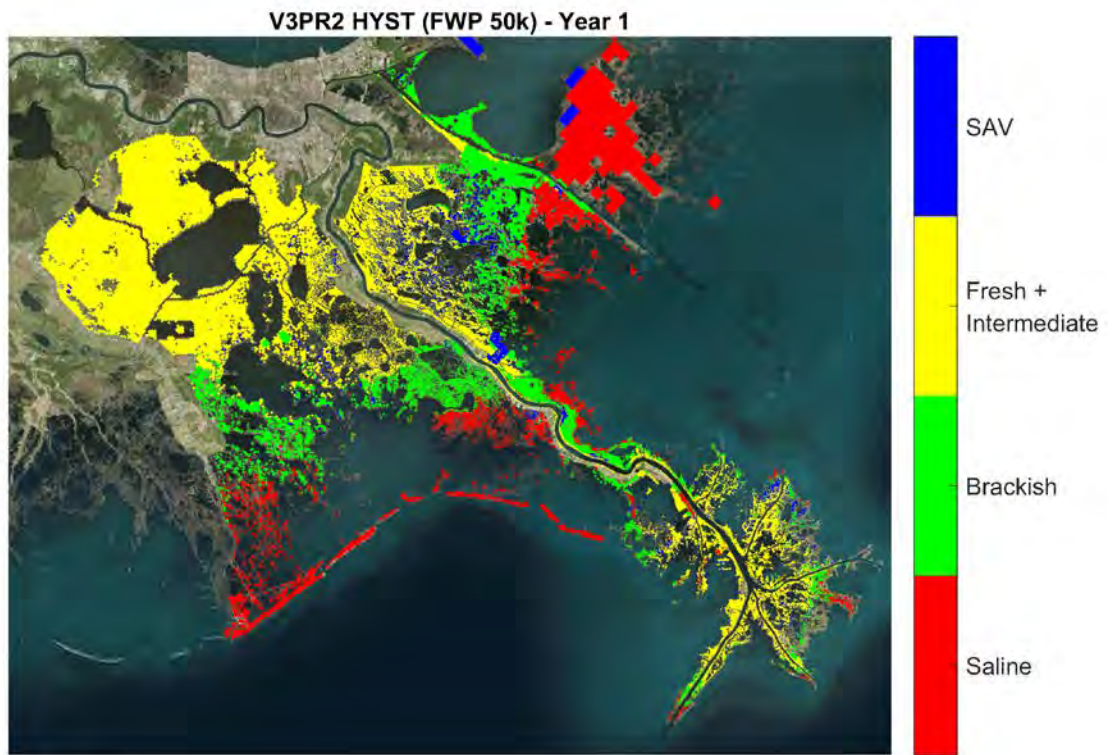 V3PR2 HYST (FWP 50k) - Year 1
SAV
Fresh +
Intermediate
Brackish
Saline